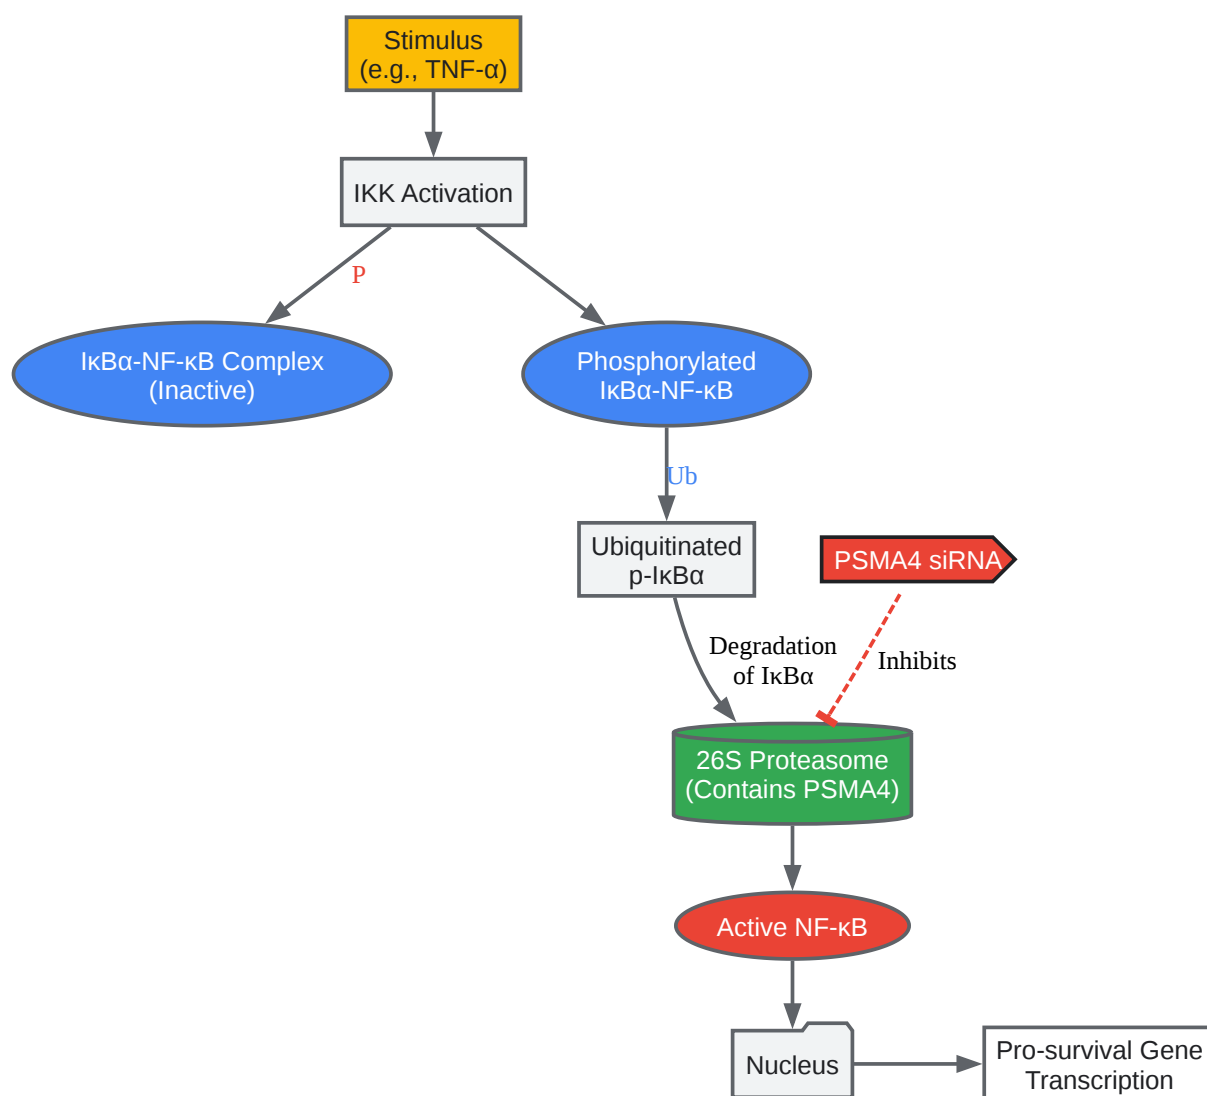 Stimulus
(e.g., TNF-α)
IKK Activation
P
IκBα-NF-κB Complex
(Inactive)
Phosphorylated
IκBα-NF-κB
Ub
Ubiquitinated
p-IκBα
PSMA4 siRNA
Degradation
of IκBα
Inhibits
26S Proteasome
(Contains PSMA4)
Active NF-κB
Nucleus
Pro-survival Gene
Transcription